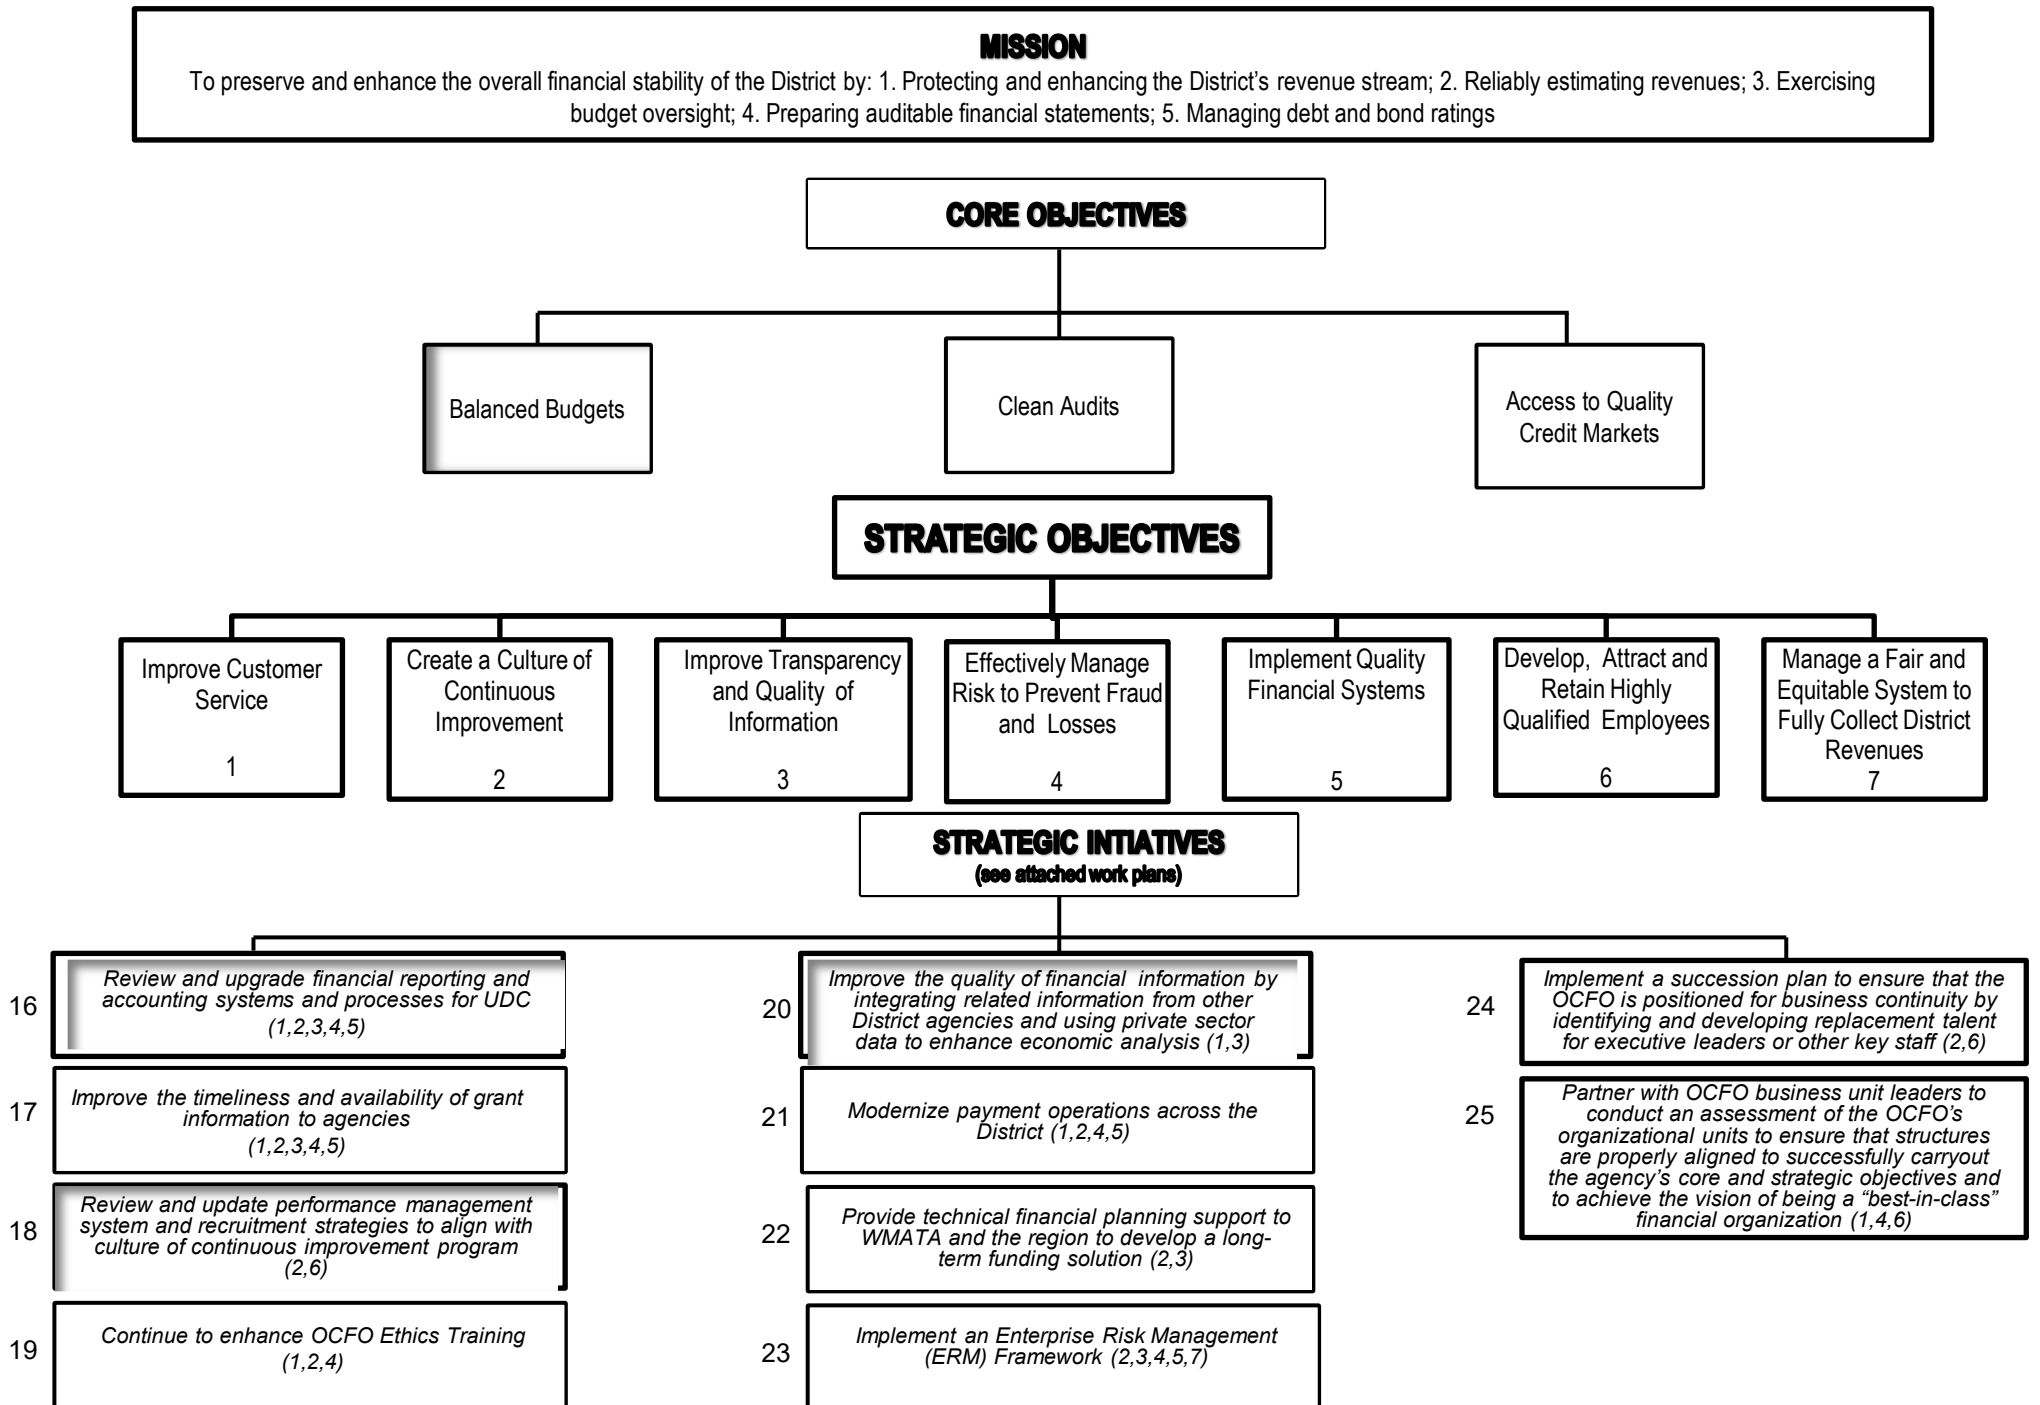 MISSION
To preserve and enhance the overall financial stability of the District by: 1. Protecting and enhancing the District’s revenue stream; 2. Reliably estimating revenues; 3. Exercising
budget oversight; 4. Preparing auditable financial statements; 5. Managing debt and bond ratings
CORE OBJECTIVES
Balanced Budgets
Clean Audits
Access to Quality
Credit Markets
STRATEGIC OBJECTIVES
Improve Customer
Service
1
Create a Culture of
Continuous
Improvement
2
Improve Transparency
and Quality of
Information
3
Effectively Manage
Risk to Prevent Fraud
and Losses
4
Implement Quality
Financial Systems
5
Develop, Attract and
Retain Highly
Qualified Employees
6
Manage a Fair and
Equitable System to
Fully Collect District
Revenues
7
STRATEGIC INTIATIVES
(see attached work plans)
16
Review and upgrade financial reporting and
accounting systems and processes for UDC
(1,2,3,4,5)
17
Improve the timeliness and availability of grant
information to agencies
(1,2,3,4,5)
18
Review and update performance management
system and recruitment strategies to align with
culture of continuous improvement program
(2,6)
19
Continue to enhance OCFO Ethics Training
(1,2,4)
20
Improve the quality of financial information by
integrating related information from other
District agencies and using private sector
data to enhance economic analysis (1,3)
21
Modernize payment operations across the
District (1,2,4,5)
22
Provide technical financial planning support to
WMATA and the region to develop a long-
term funding solution (2,3)
23
Implement an Enterprise Risk Management
(ERM) Framework (2,3,4,5,7)
24
Implement a succession plan to ensure that the
OCFO is positioned for business continuity by
identifying and developing replacement talent
for executive leaders or other key staff (2,6)
25
Partner with OCFO business unit leaders to
conduct an assessment of the OCFO’s
organizational units to ensure that structures
are properly aligned to successfully carryout
the agency’s core and strategic objectives and
to achieve the vision of being a “best-in-class”
financial organization (1,4,6)